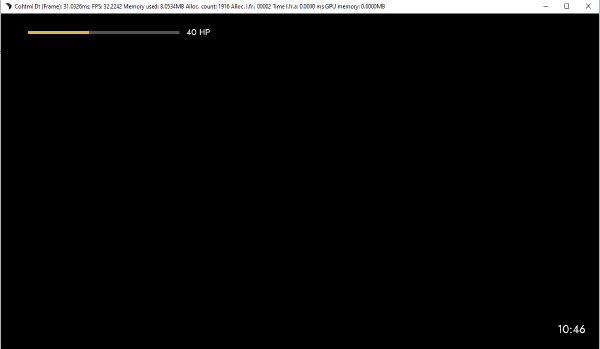 Cohtml Dt (Frame): 31.0326ms; FPS: 32.2242 Memory used: 8.0534MB Alloc. count: 1916 Alloc. l.fr.: 00002 Time l.fr.a: 0.0000 ms GPU memory: 0.0000MB
40 HP
10:46